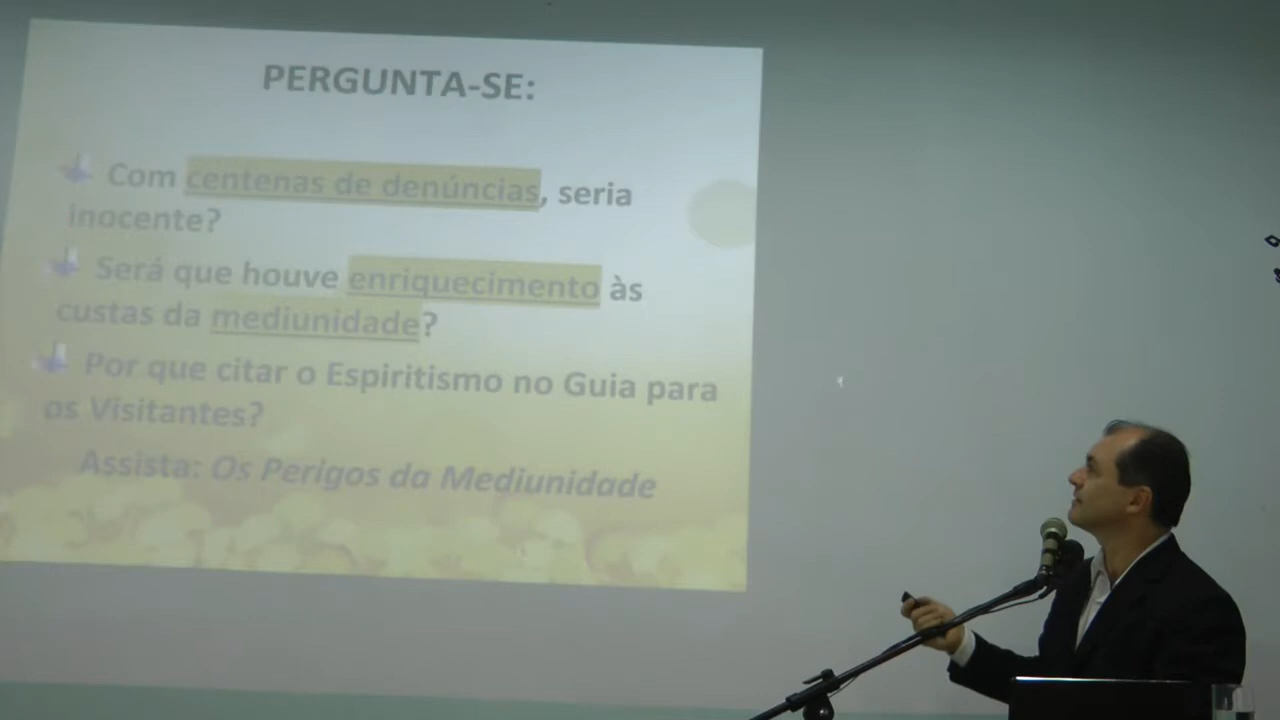 PERGUNTA-SE:
Com centenas de denúncias, seria
inocente?
Será que houve enriquecimento às
custas da mediunidade?
Por que citar o Espiritismo no Guia para
os Visitantes?
Assista: Os Perigos da Mediunidade